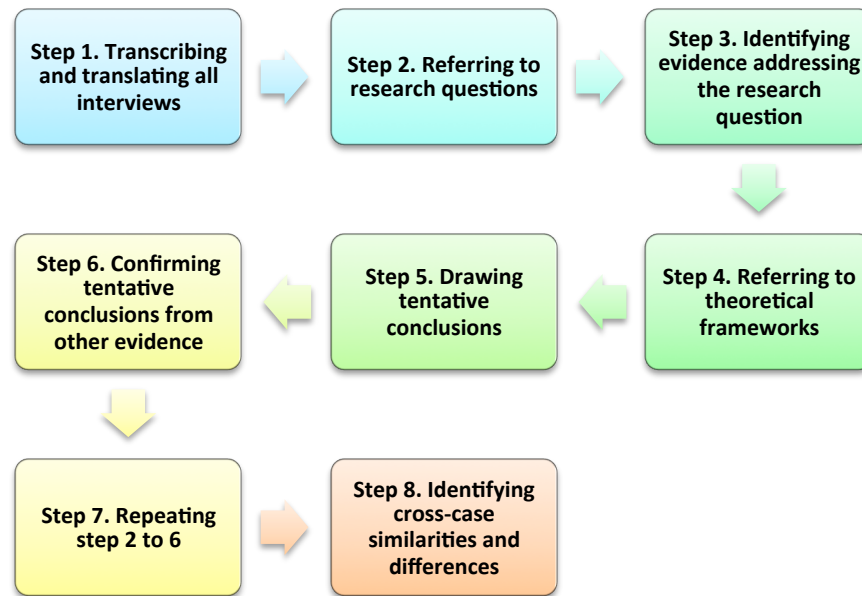 Step 1. Transcribing
and translating all
interviews
Step 2. Referring to
research questions
Step 3. Identifying
evidence addressing
the research
question
Step 4. Referring to
theoretical
frameworks
Step 5. Drawing
tentative
conclusions
Step 6. Confirming
tentative
conclusions from
other evidence
Step 7. Repeating
step 2 to 6
Step 8. Identifying
cross-case
similarities and
differences